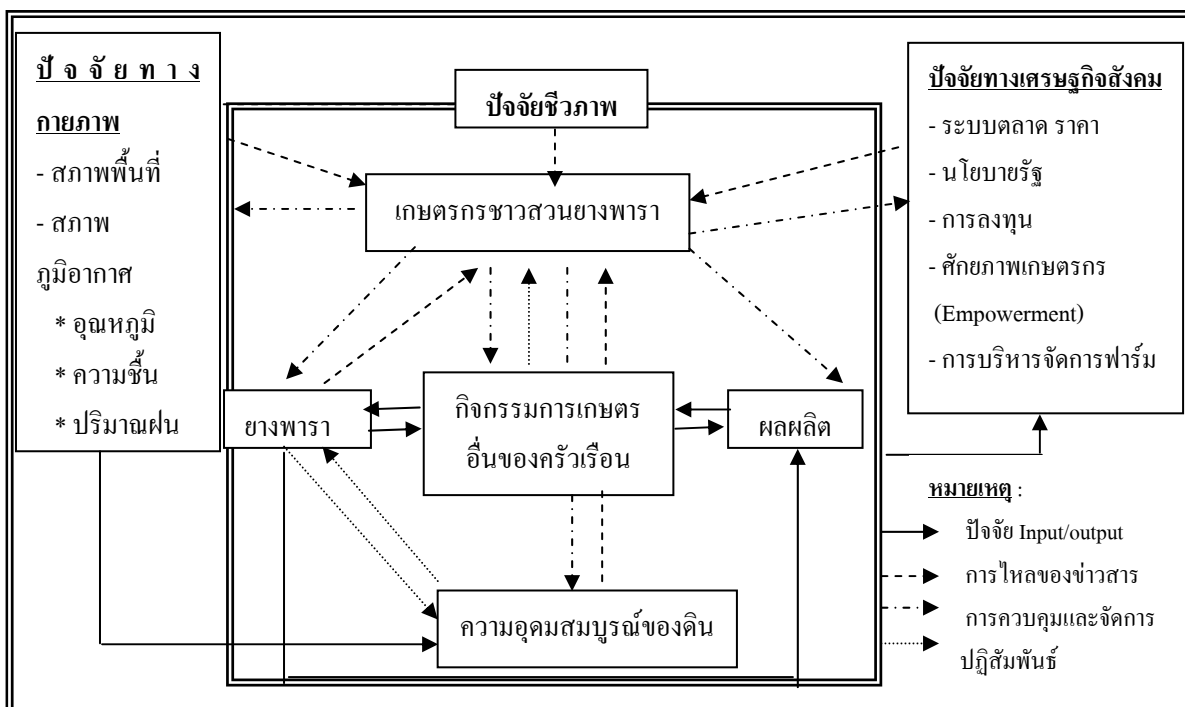 ปัจจัยทาง
กายภาพ
- สภาพพื้นที่
- สภาพ
ภูมิอากาศ
* อุณหภูมิ
* ความชื้น
* ปริมาณฝน
ปัจจัยชีวภาพ
เกษตรกรชาวสวนยางพารา
ยางพารา
กิจกรรมการเกษตร
อื่นของครัวเรือน
ผลผลิต
ความอุดมสมบูรณ์ของดิน
ปัจจัยทางเศรษฐกิจสังคม
- ระบบตลาด ราคา
- นโยบายรัฐ
- การลงทุน
- ศักยภาพเกษตรกร
(Empowerment)
- การบริหารจัดการฟาร์ม
หมายเหตุ :
ปัจจัย Input/output
การไหลของข่าวสาร
การควบคุมและจัดการ
ปฏิสัมพันธ์